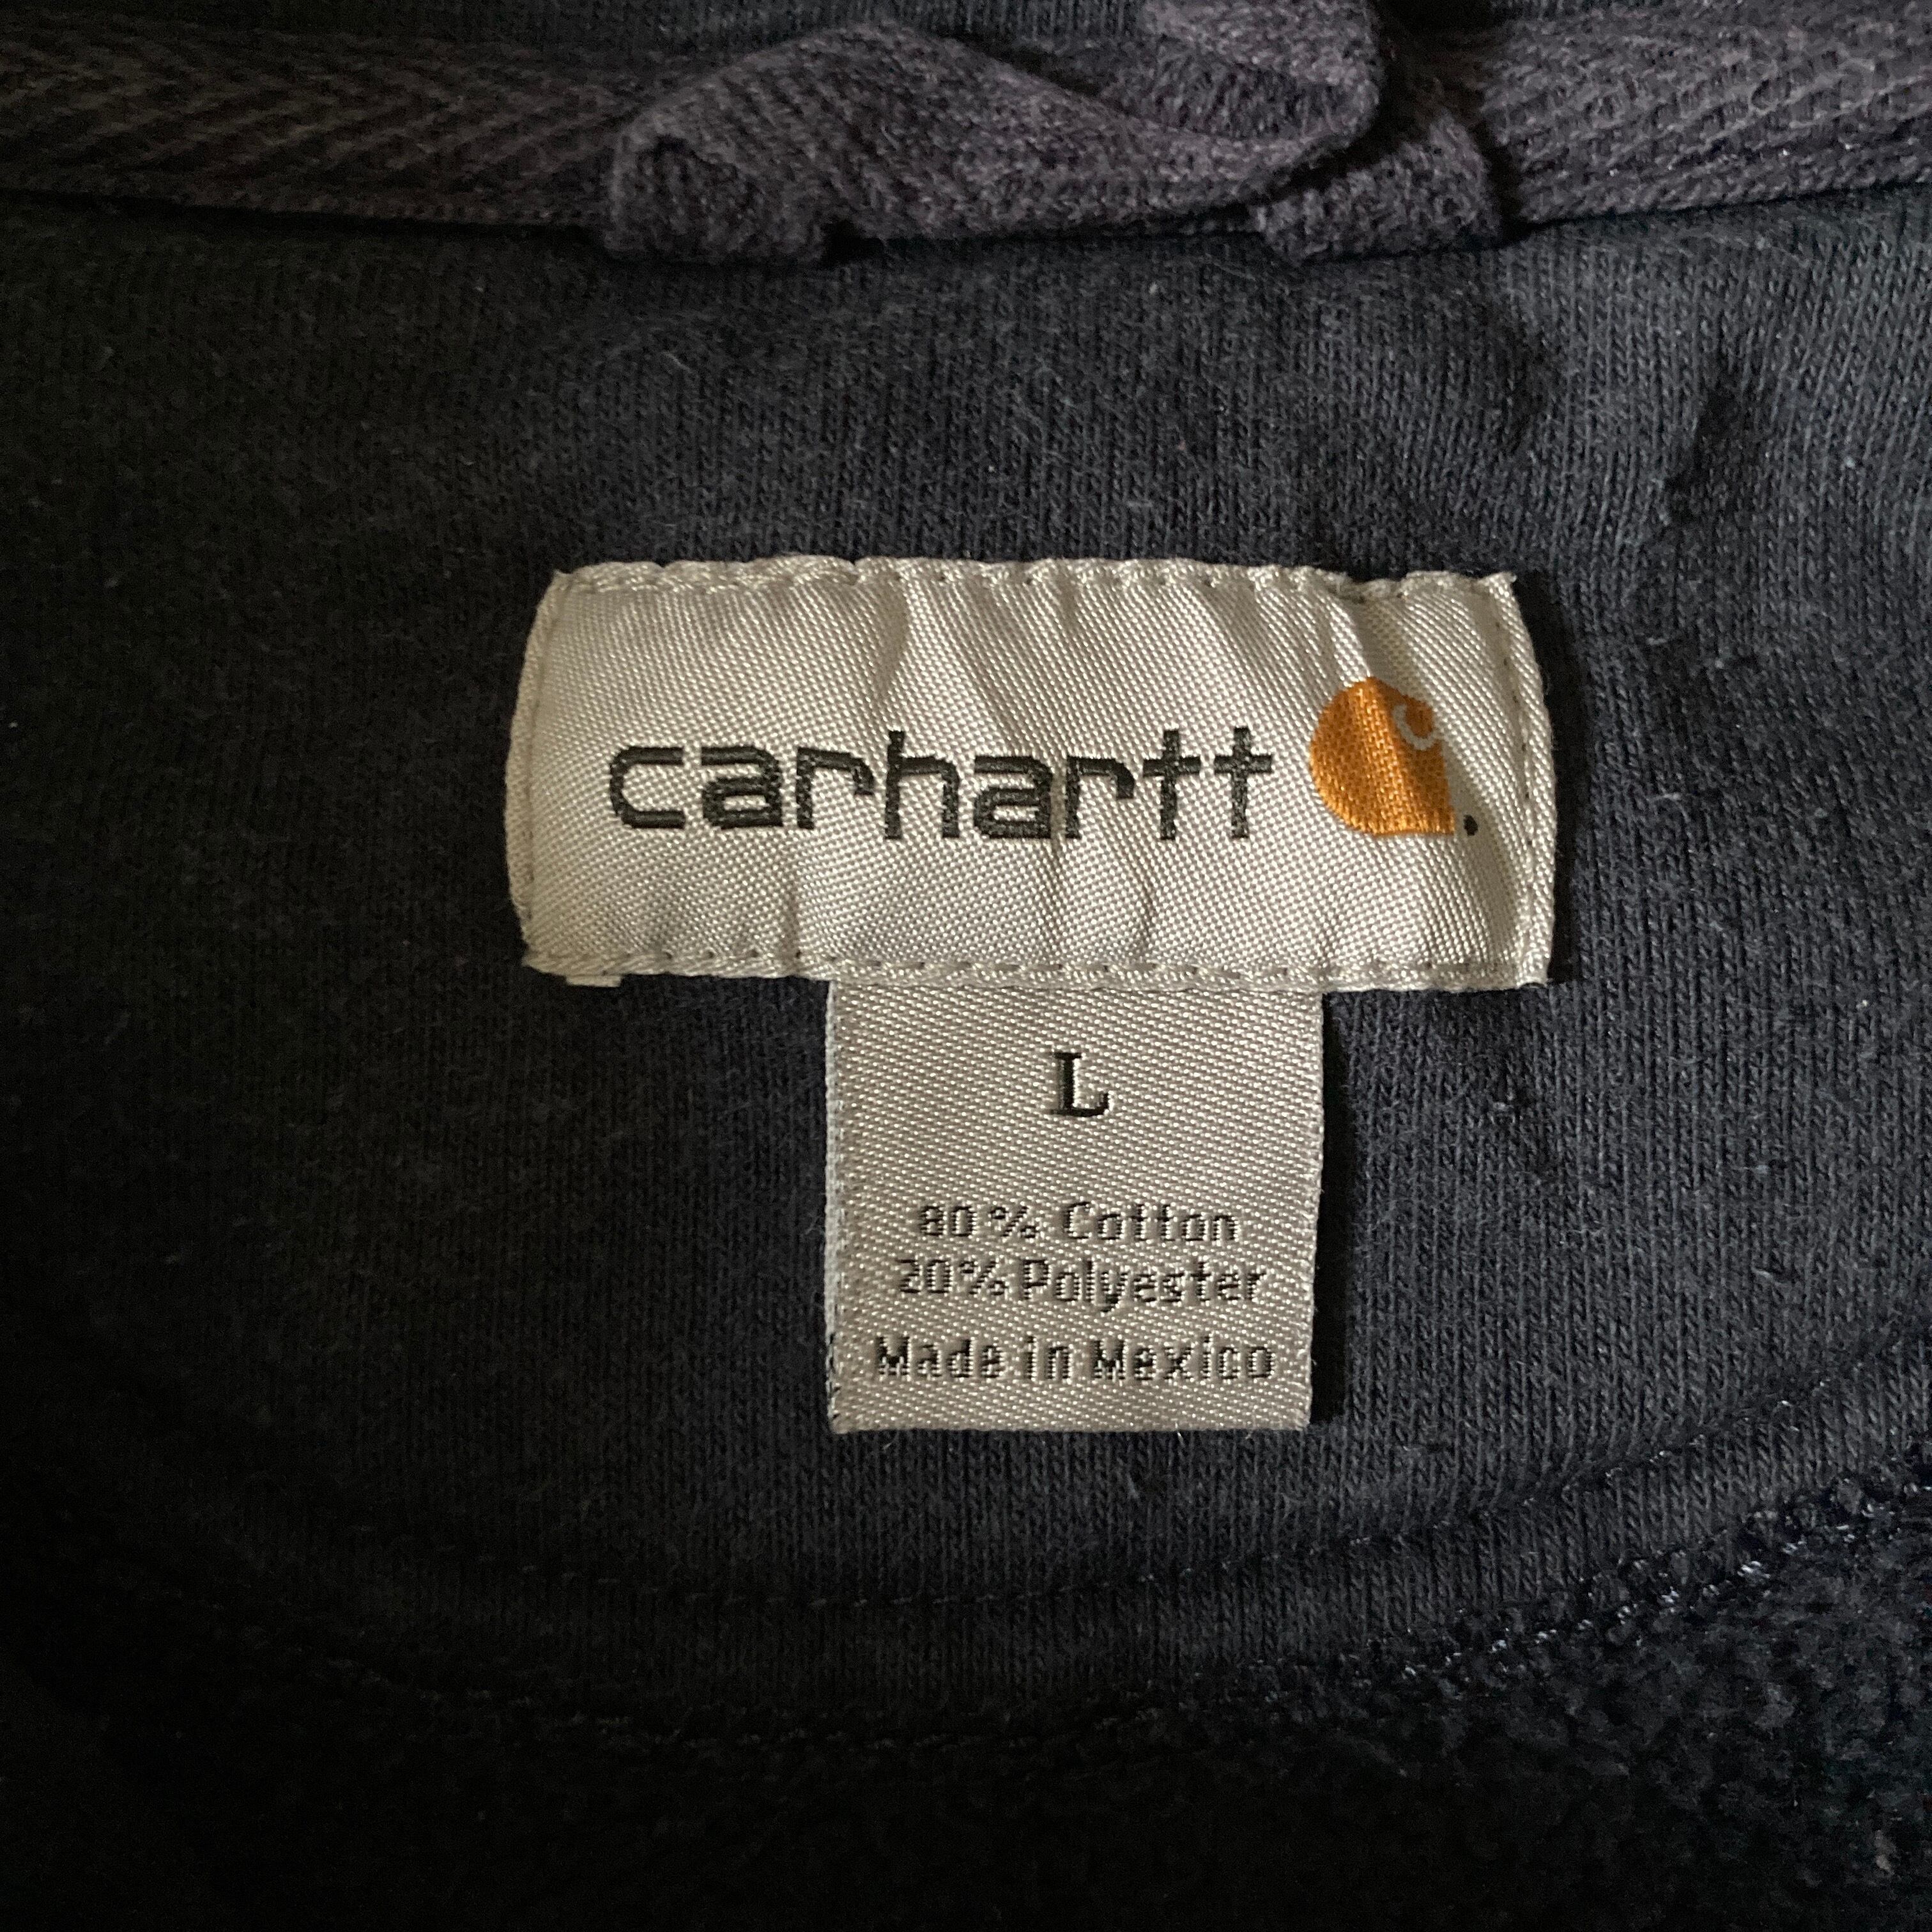 carhartt
L
80% Cotton
20% Polyester
Made in Mexico